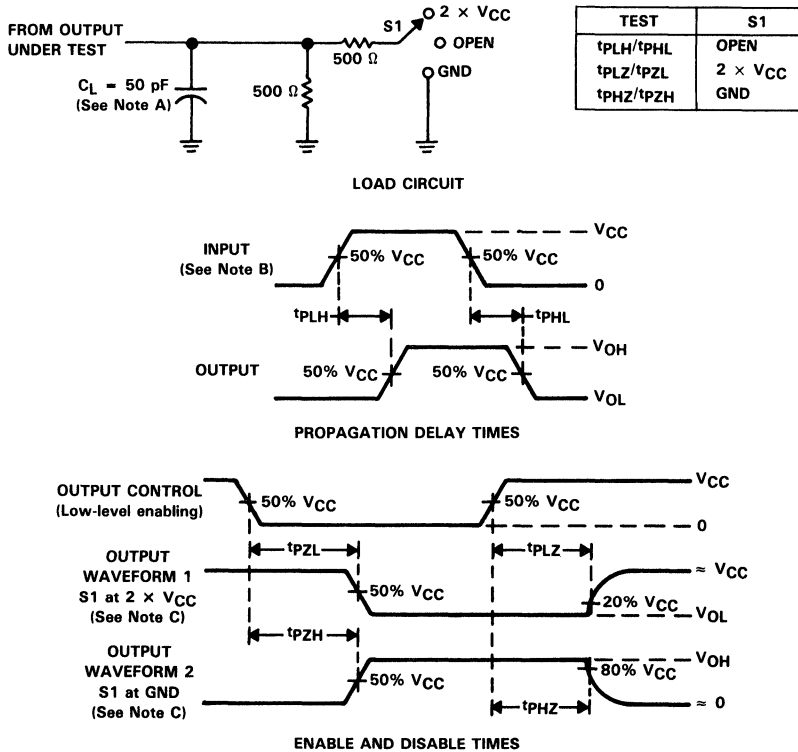 FROM OUTPUT
UNDER TEST
CL = 50 pF
(See Note A)
500 Ω
500 Ω
S1
2 × VCC
OPEN
GND
TEST S1
tPLH/tPHL OPEN
tPLZ/tPZL 2 × VCC
tPHZ/tPZH GND
LOAD CIRCUIT
INPUT
(See Note B)
50% VCC
50% VCC
VCC
0
tPLH
tPHL
OUTPUT
50% VCC
50% VCC
VOH
VOL
PROPAGATION DELAY TIMES
OUTPUT CONTROL
(Low-level enabling)
50% VCC
50% VCC
VCC
0
tPZL
tPLZ
OUTPUT
WAVEFORM 1
S1 at 2 × VCC
(See Note C)
50% VCC
20% VCC
≈ VCC
VOL
tPZH
OUTPUT
WAVEFORM 2
S1 at GND
(See Note C)
50% VCC
80% VCC
VOH
≈ 0
tPHZ
ENABLE AND DISABLE TIMES